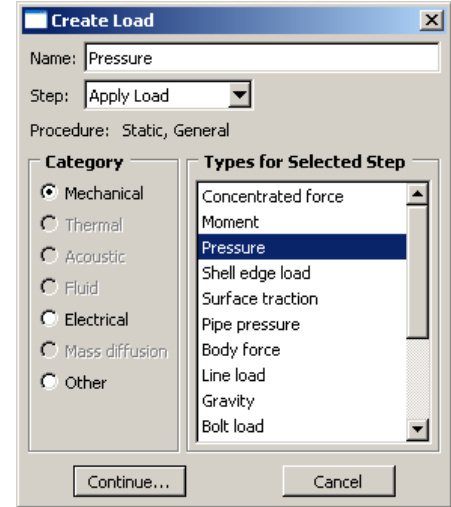 Create Load
Name: Pressure
Step: Apply Load
Procedure: Static, General
Category
Mechanical
Thermal
Acoustic
Fluid
Electrical
Mass diffusion
Other
Types for Selected Step
Concentrated force
Moment
Pressure
Shell edge load
Surface traction
Pipe pressure
Body force
Line load
Gravity
Bolt load
Continue...
Cancel